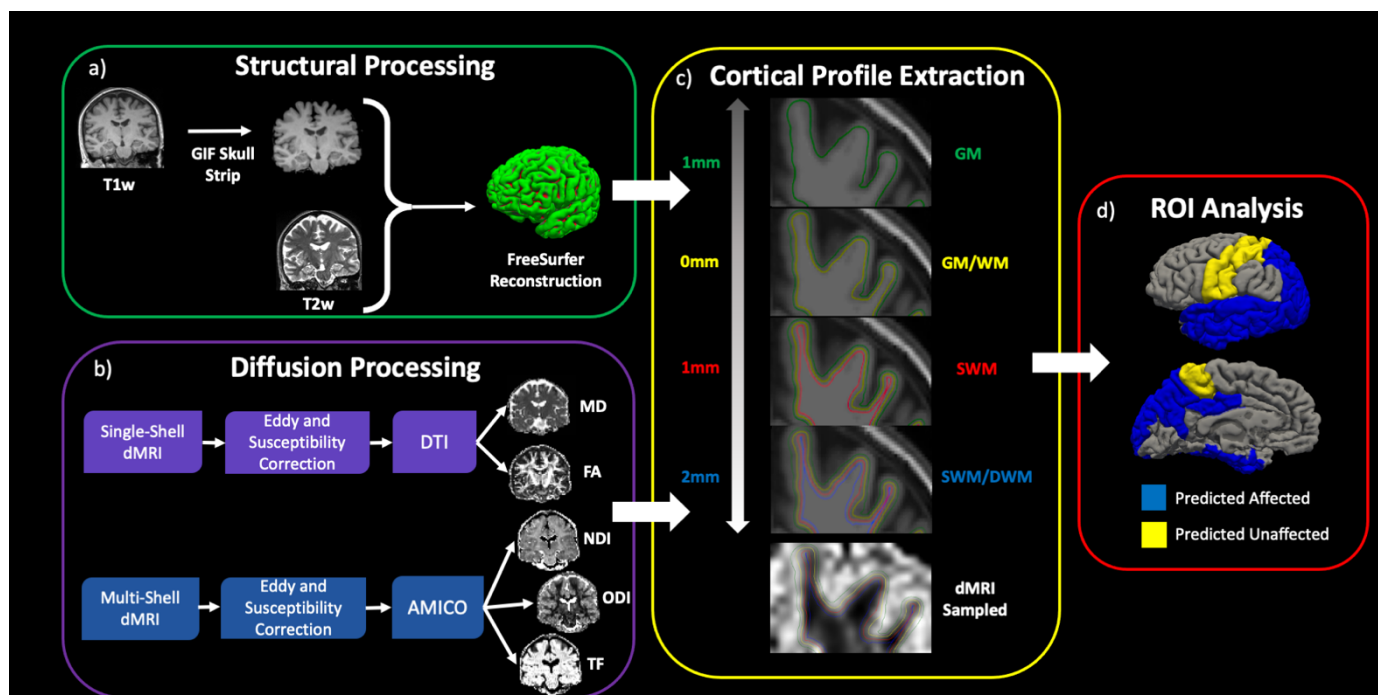 a)
Structural Processing
T1w
GIF Skull
Strip
T2w
FreeSurfer
Reconstruction
b)
Diffusion Processing
Single-Shell
dMRI
Eddy and
Susceptibility
Correction
DTI
MD
FA
Multi-Shell
dMRI
Eddy and
Susceptibility
Correction
AMICO
NDI
ODI
TF
c)
Cortical Profile Extraction
1mm
GM
0mm
GM/WM
1mm
SWM
2mm
SWM/DWM
dMRI
Sampled
d)
ROI Analysis
Predicted Affected
Predicted Unaffected